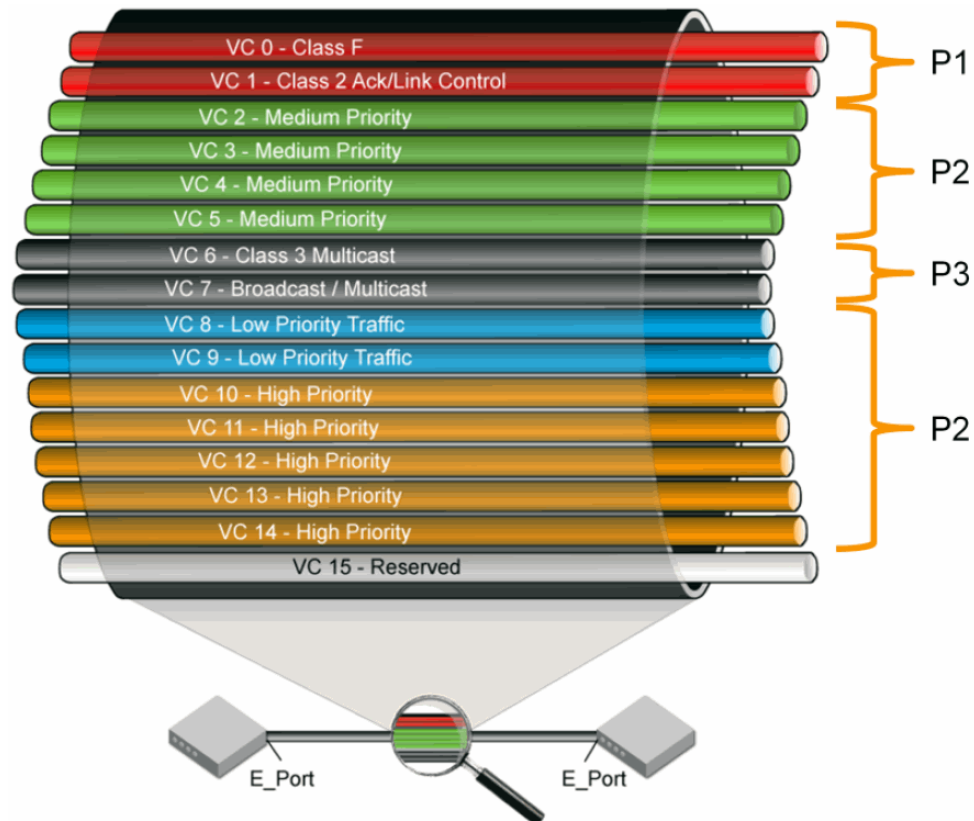 VC 0 - Class F
VC 1 - Class 2 Ack/Link Control
P1
VC 2 - Medium Priority
VC 3 - Medium Priority
VC 4 - Medium Priority
VC 5 - Medium Priority
P2
VC 6 - Class 3 Multicast
VC 7 - Broadcast / Multicast
P3
VC 8 - Low Priority Traffic
VC 9 - Low Priority Traffic
VC 10 - High Priority
VC 11 - High Priority
VC 12 - High Priority
VC 13 - High Priority
VC 14 - High Priority
P2
VC 15 - Reserved
E_Port
E_Port